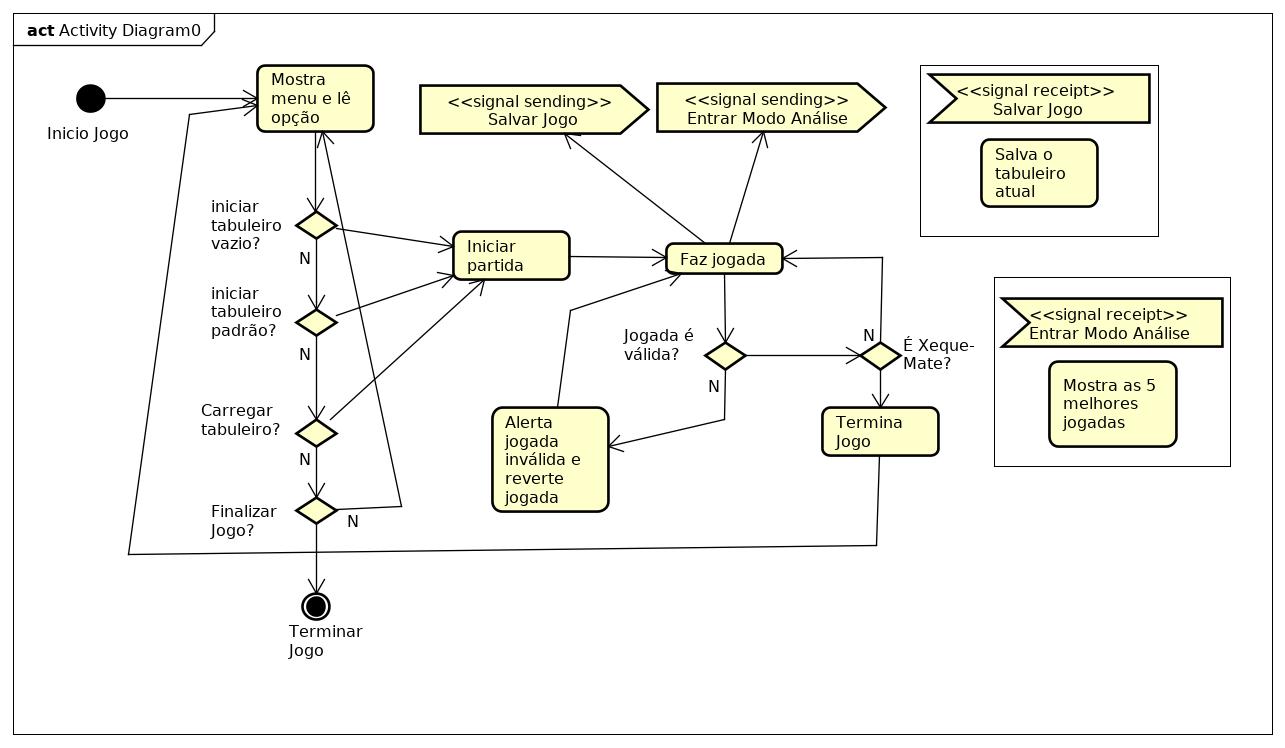 act Activity Diagram0
Inicio Jogo
Mostra
menu e lê
opção
<<signal sending>>
Salvar Jogo
<<signal sending>>
Entrar Modo Análise
<<signal receipt>>
Salvar Jogo
Salva o
tabuleiro
atual
iniciar
tabuleiro
vazio?
N
iniciar
tabuleiro
padrão?
N
Carregar
tabuleiro?
N
Finalizar
Jogo?
N
Terminar
Jogo
Iniciar
partida
Faz jogada
Jogada é
válida?
N
N
É Xeque-
Mate?
Alerta
jogada
inválida e
reverte
jogada
Termina
Jogo
<<signal receipt>>
Entrar Modo Análise
Mostra as 5
melhores
jogadas